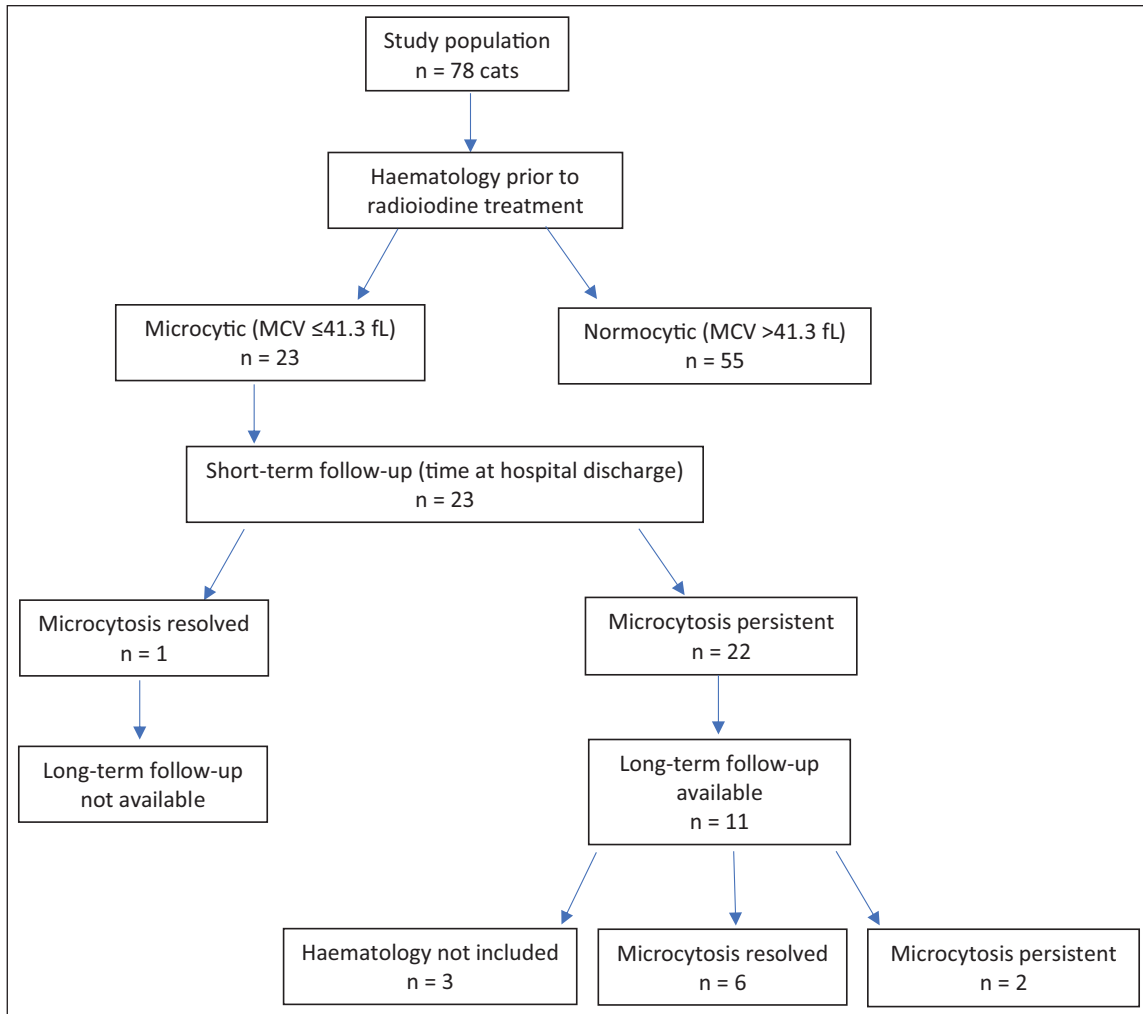 Study population
n = 78 cats
Haematology prior to
radioiodine treatment
Microcytic (MCV ≤41.3 fL)
n = 23
Normocytic (MCV >41.3 fL)
n = 55
Short-term follow-up (time at hospital discharge)
n = 23
Microcytosis resolved
n = 1
Microcytosis persistent
n = 22
Long-term follow-up
not available
Long-term follow-up
available
n = 11
Haematology not included
n = 3
Microcytosis resolved
n = 6
Microcytosis persistent
n = 2